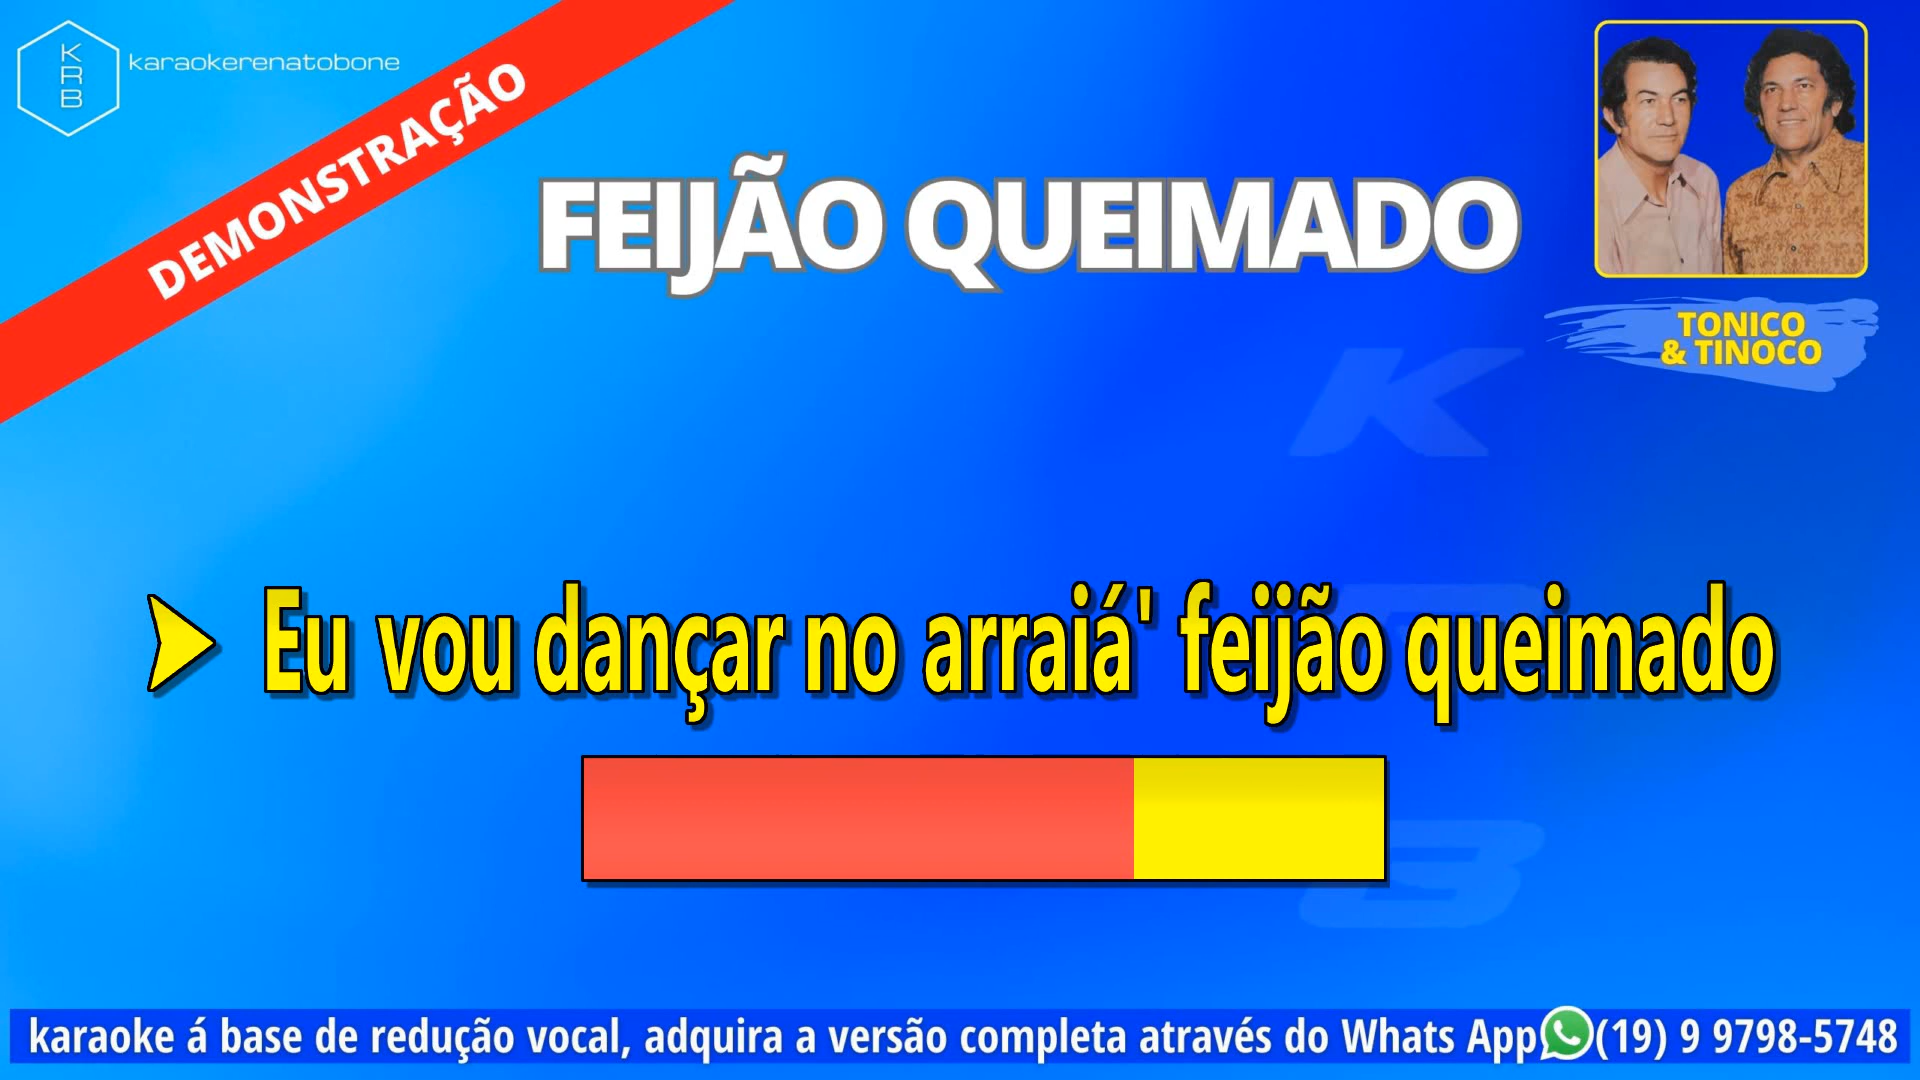 KRB
karaokerenatobone
DEMONSTRAÇÃO
FEIJÃO QUEIMADO
TONICO
& TINOCO
K
R
B
Eu vou dançar no arraiá' feijão queimado
karaoke á base de redução vocal, adquira a versão completa através do Whats App (19) 9 9798-5748